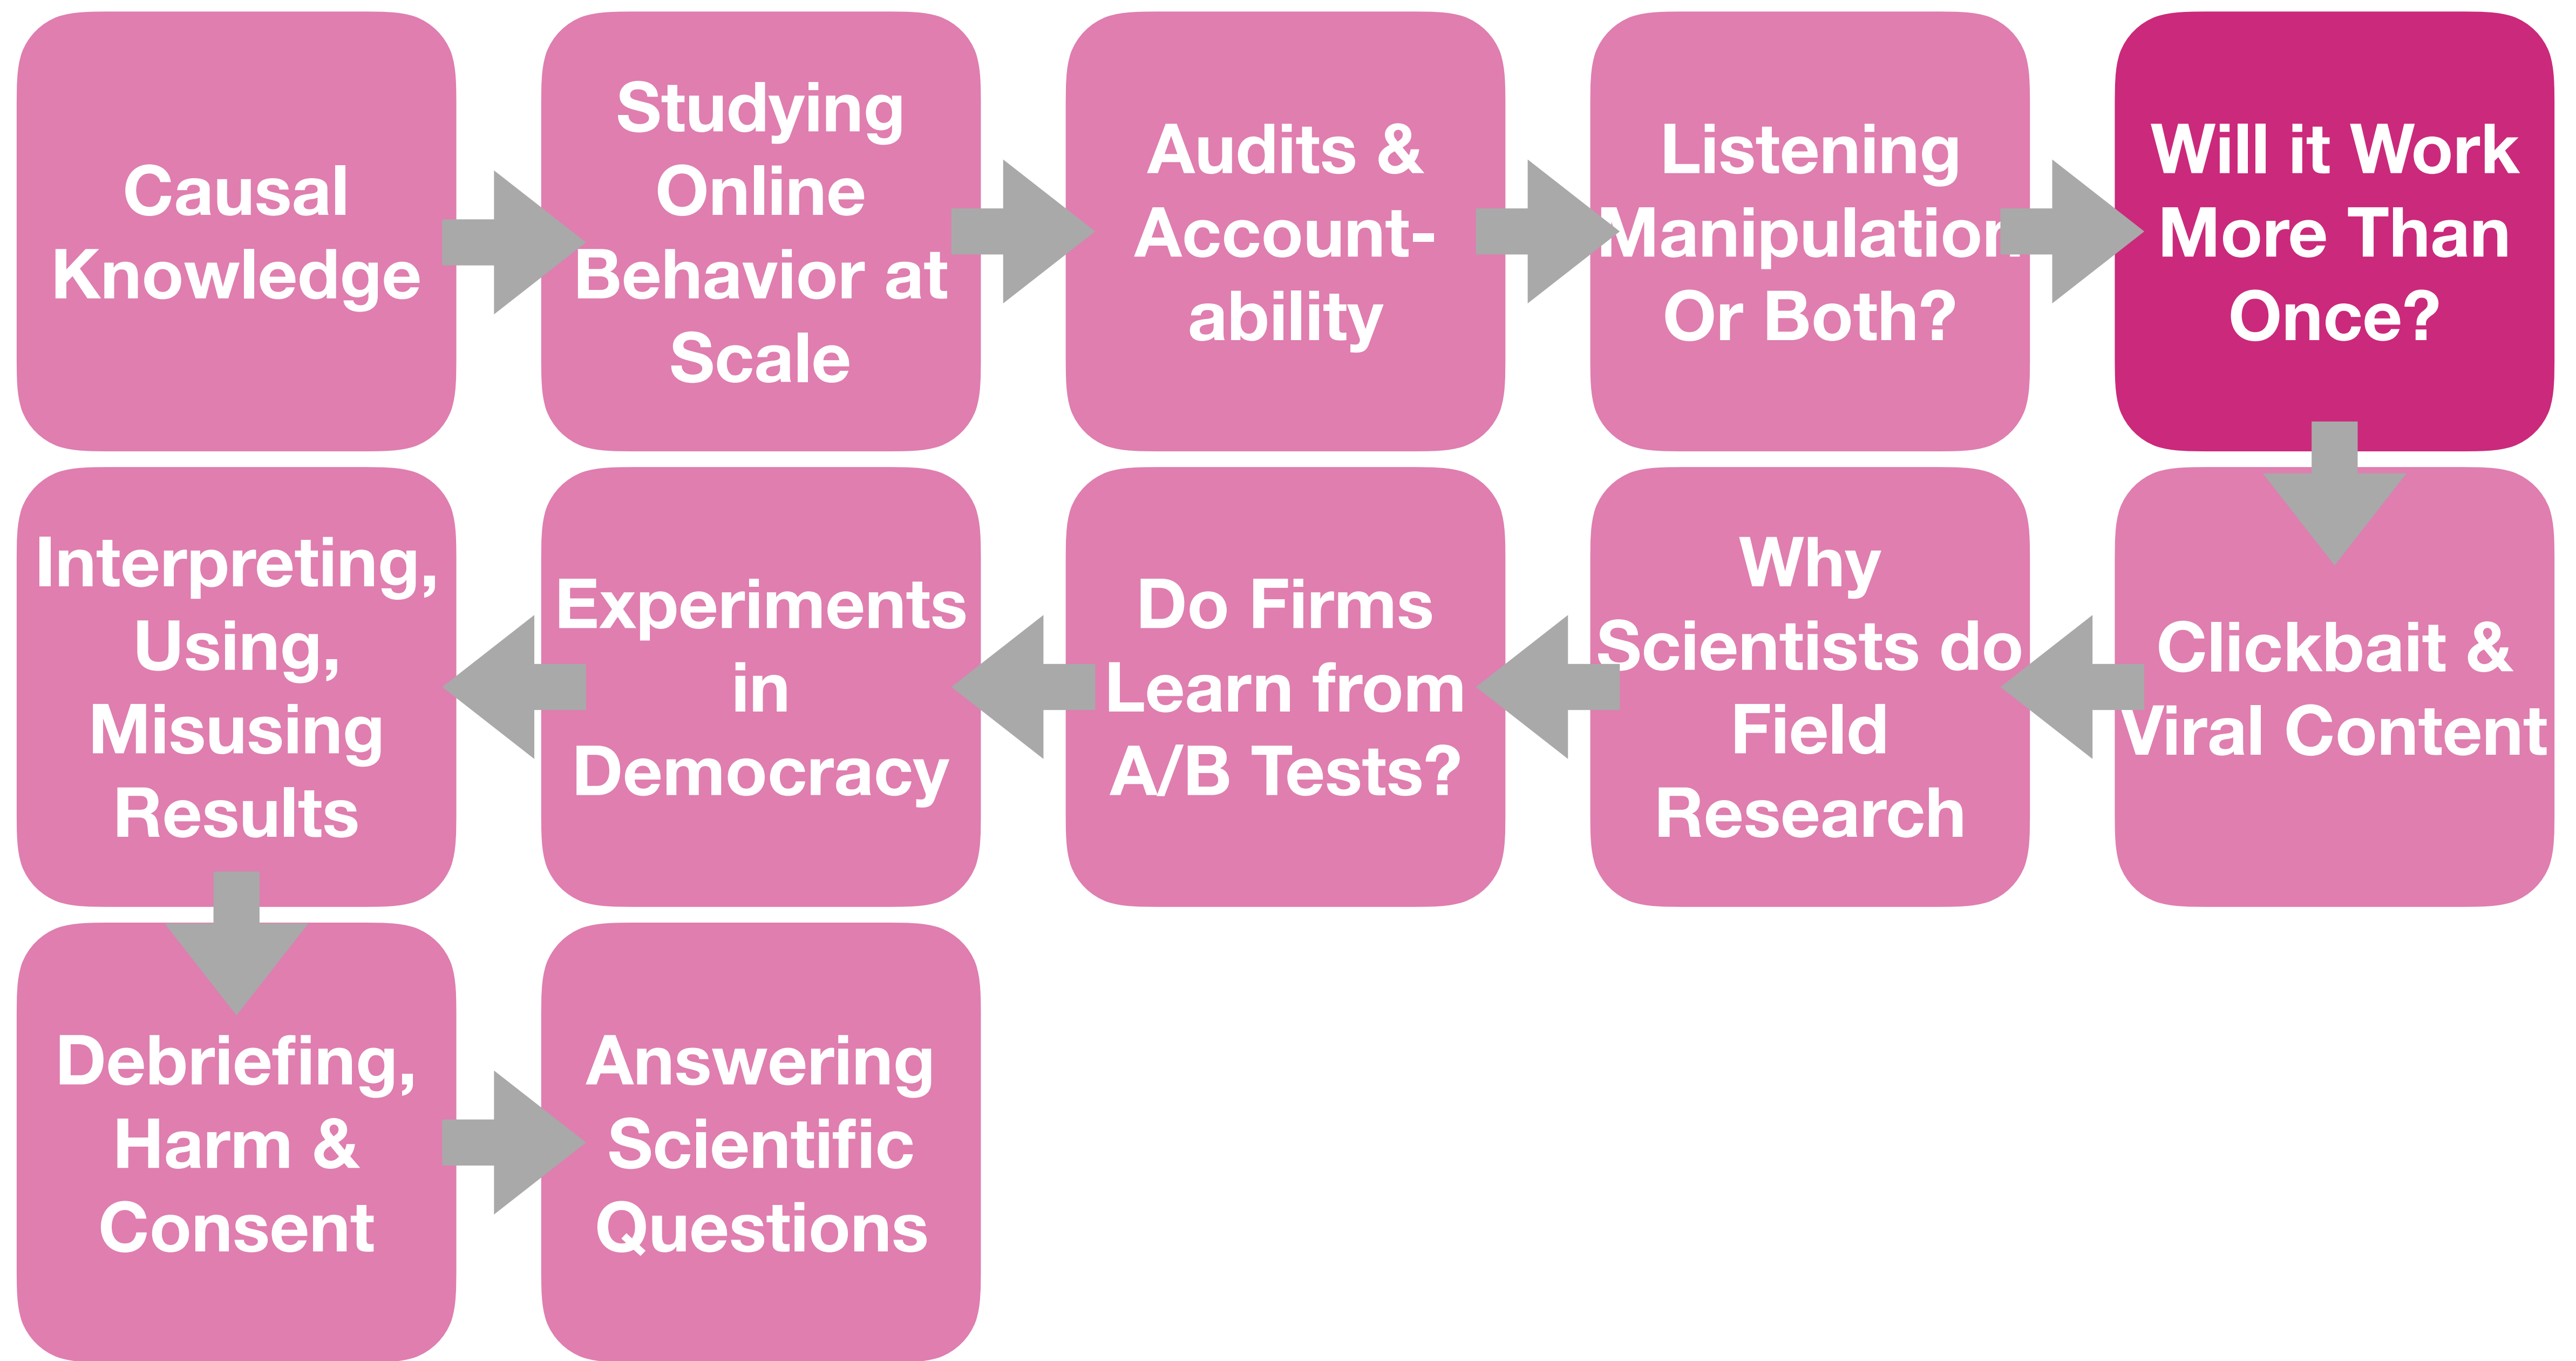 Causal
Knowledge
Studying
Online
Behavior at
Scale
Audits &
Account-
ability
Listening
Manipulation
Or Both?
Will it Work
More Than
Once?
Clickbait &
Viral Content
Why
Scientists do
Field
Research
Do Firms
Learn from
A/B Tests?
Experiments
in
Democracy
Interpreting,
Using,
Misusing
Results
Debriefing,
Harm &
Consent
Answering
Scientific
Questions